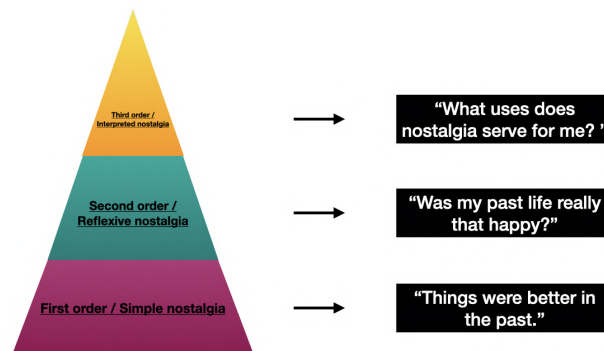 Third order /
Interpreted nostalgia
“What uses does
nostalgia serve for me? ”
Second order /
Reflexive nostalgia
“Was my past life really
that happy?”
First order / Simple nostalgia
“Things were better in
the past.”